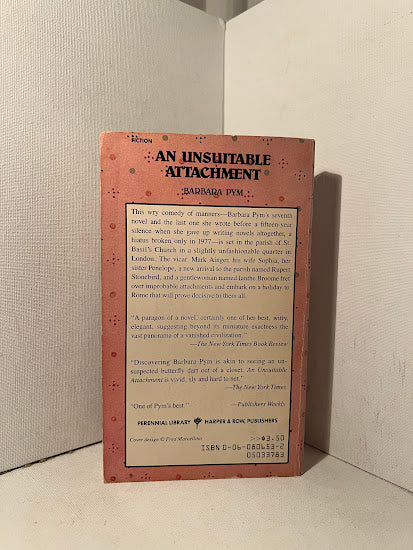 FICTION
AN UNSUITABLE
ATTACHMENT
BARBARA PYM
This wry comedy of manners—Barbara Pym's seventh
novel and the last one she wrote before a fifteen-year
silence when she gave up writing novels altogether, a
hiatus broken only in 1977—is set in the parish of St.
Basil's Church in a slightly unfashionable quarter in
London. The vicar Mark Ainger, his wife Sophia, her
sister Penelope, a new arrival to the parish named Rupert
Stonebird, and a gentlewoman named Ianthe Broome fret
over improbable attachments and embark on a holiday to
Rome that will prove decisive to them all.
"A paragon of a novel, certainly one of her best, witty,
elegant, suggesting beyond its miniature exactness the
vast panorama of a vanished civilization."
—The New York Times Book Review
"Discovering Barbara Pym is akin to seeing an un-
suspected butterfly dart out of a closet. An Unsuitable
Attachment is vivid, sly and hard to set."
—The New York Times
"One of Pym's best."
—Publishers Weekly
PERENNIAL LIBRARY HARPER & ROW, PUBLISHERS
Cover design © Fred Marcellino
>>$3.50
ISBN 0-06-080653-2
05033783